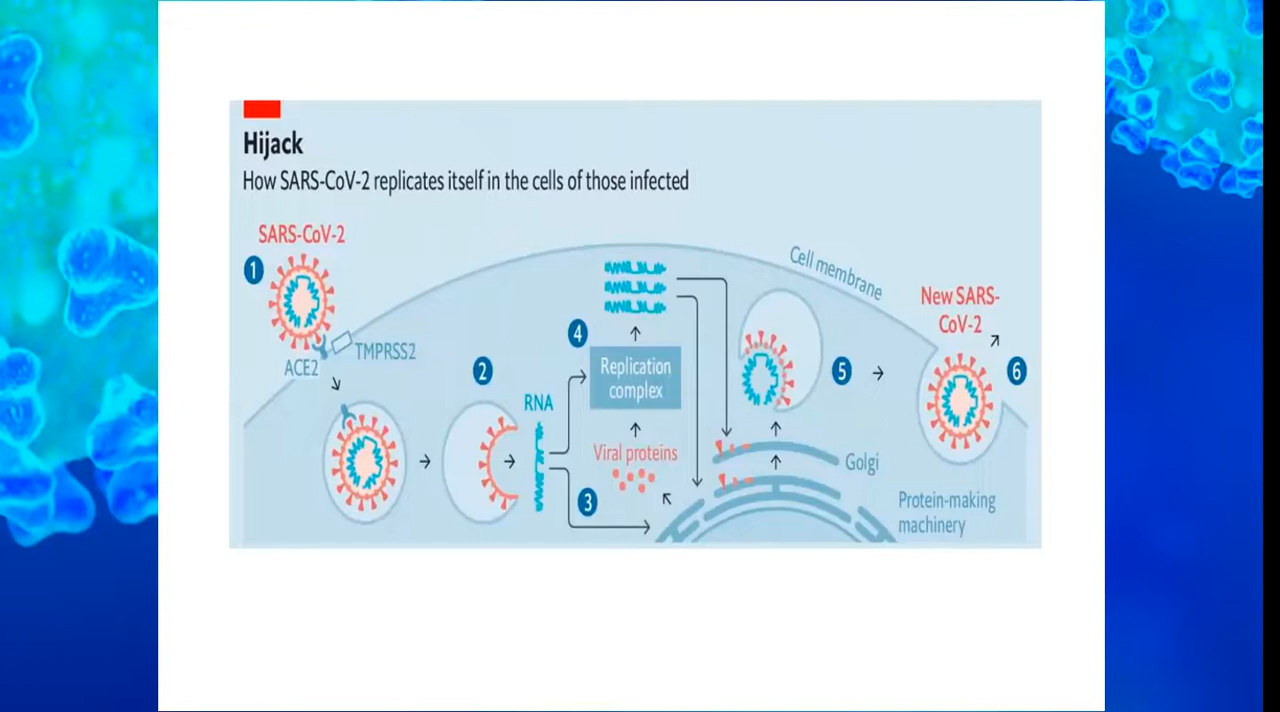 Hijack
How SARS-CoV-2 replicates itself in the cells of those infected
SARS-CoV-2
1
ACE2
TMPRSS2
2
RNA
3
4
Replication
complex
Viral proteins
Cell membrane
5
Golgi
Protein-making
machinery
New SARS-
CoV-2
6